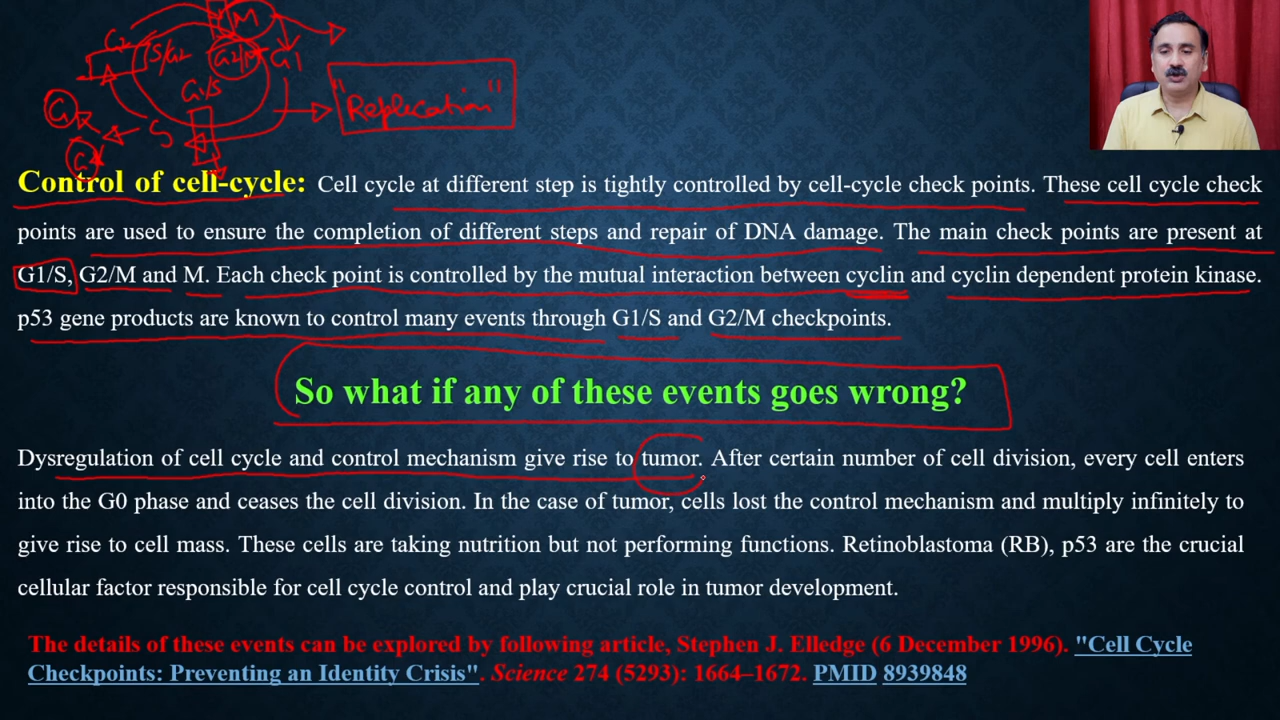 M
G2
S/G2
G2/M
G1
G1/S
"Replication"
S
Control of cell-cycle: Cell cycle at different step is tightly controlled by cell-cycle check points. These cell cycle check
points are used to ensure the completion of different steps and repair of DNA damage. The main check points are present at
G1/S, G2/M and M. Each check point is controlled by the mutual interaction between cyclin and cyclin dependent protein kinase.
p53 gene products are known to control many events through G1/S and G2/M checkpoints.
So what if any of these events goes wrong?
Dysregulation of cell cycle and control mechanism give rise to tumor. After certain number of cell division, every cell enters
into the G0 phase and ceases the cell division. In the case of tumor, cells lost the control mechanism and multiply infinitely to
give rise to cell mass. These cells are taking nutrition but not performing functions. Retinoblastoma (RB), p53 are the crucial
cellular factor responsible for cell cycle control and play crucial role in tumor development.
The details of these events can be explored by following article, Stephen J. Elledge (6 December 1996). "Cell Cycle
Checkpoints: Preventing an Identity Crisis". Science 274 (5293): 1664–1672. PMID 8939848